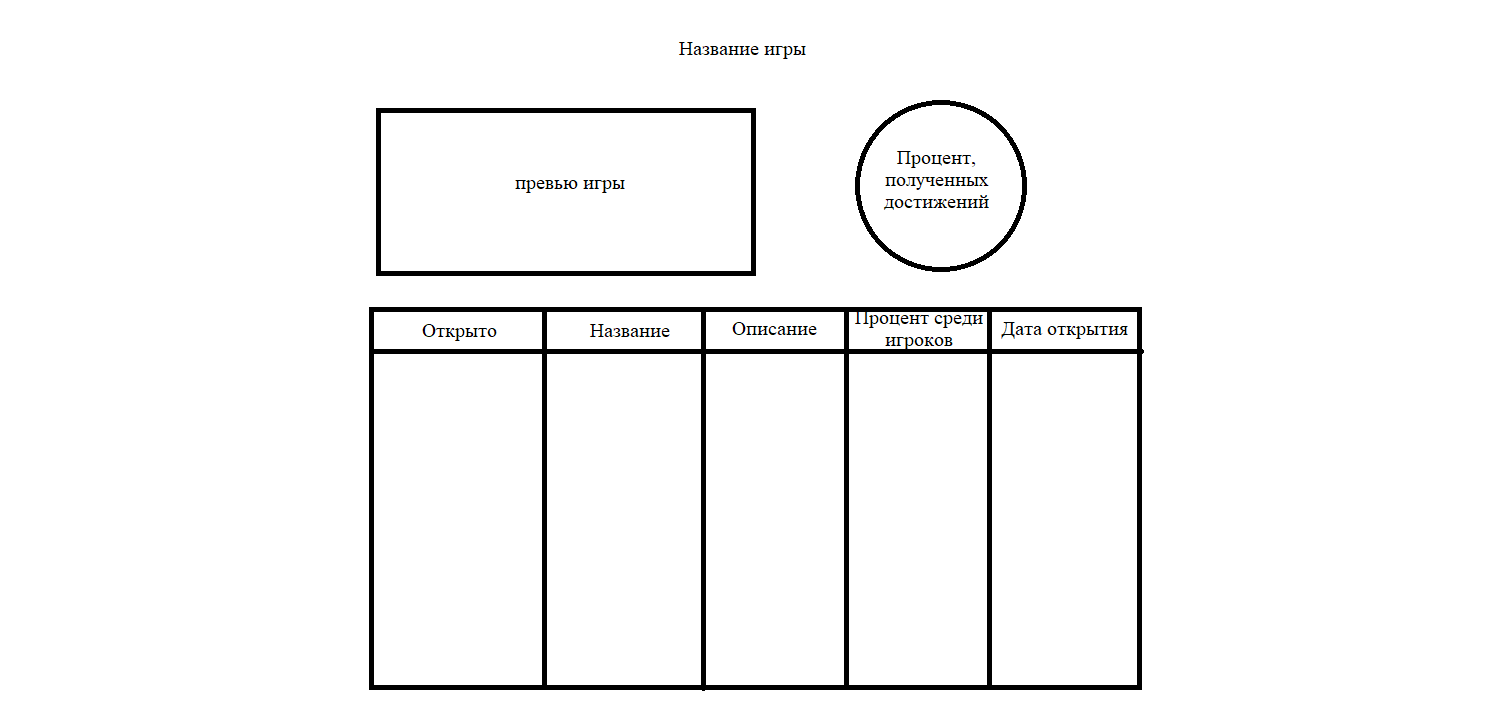 Название игры
превью игры
Процент,
полученных
достижений
Открыто
Название
Описание
Процент среди
игроков
Дата открытия